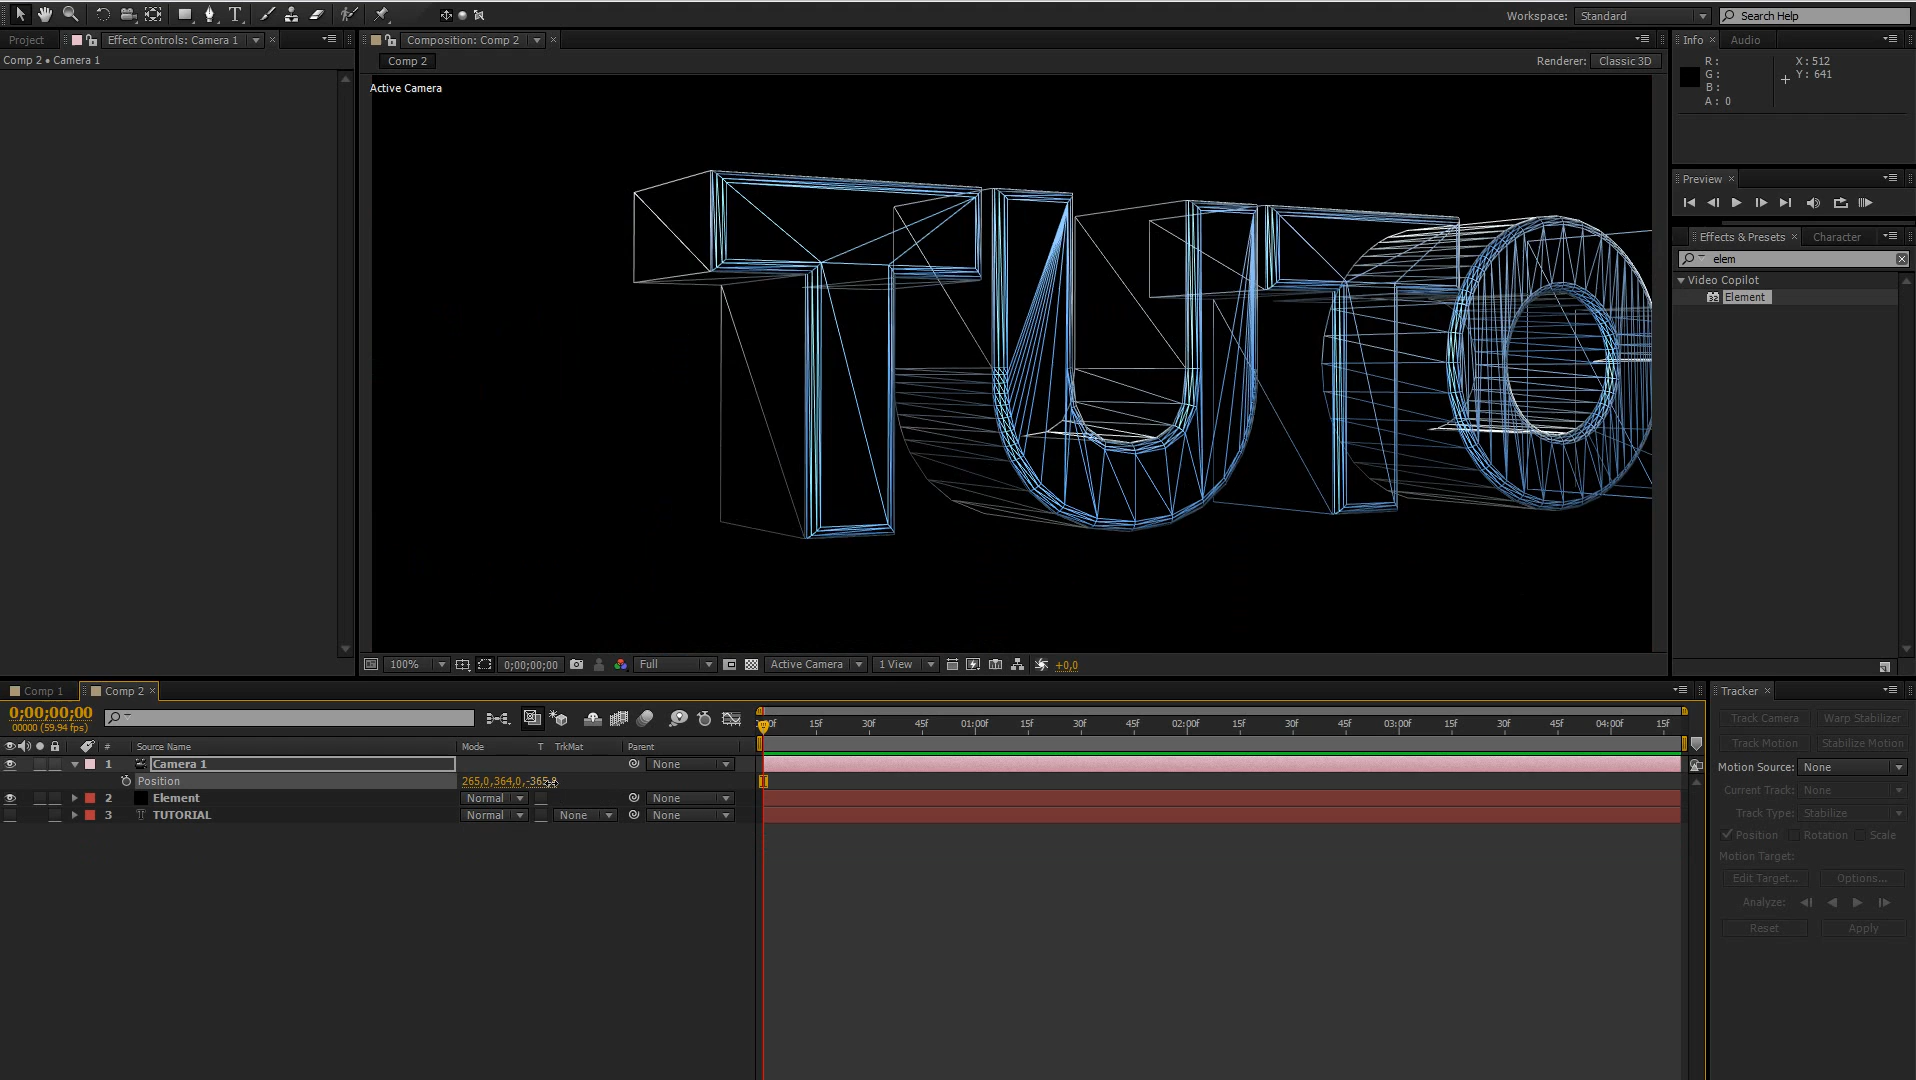 Workspace: Standard Search Help
Project Effect Controls: Camera 1 Composition: Comp 2 Info Audio
Comp 2 • Camera 1 Comp 2 Renderer: Classic 3D
R: X: 512
G: Y: 641
B:
A: 0
Active Camera
Preview
Effects & Presets Character
elem
Video Copilot
32 Element
TUTO
100% 0;00;00;00 Full Active Camera 1 View +0,0
Comp 1 Comp 2 Tracker
0;00;00;00
00000 (59.94 fps)
00f 15f 30f 45f 01:00f 15f 30f 45f 02:00f 15f 30f 45f 03:00f 15f 30f 45f 04:00f 15f
Track Camera Warp Stabilizer
Track Motion Stabilize Motion
# Source Name Mode T TrkMat Parent
1 Camera 1 None
Motion Source: None
Position 265,0,364,0,-365,
2 Element Normal None
Current Track: None
3 TUTORIAL Normal None None
Track Type: Stabilize
Position Rotation Scale
Motion Target:
Edit Target... Options...
Analyze:
Reset Apply